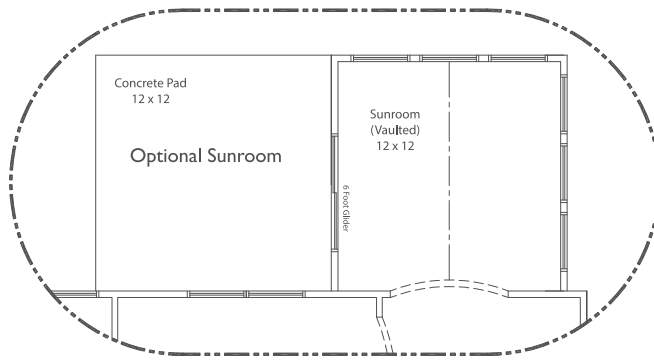 Concrete Pad
12 x 12
Optional Sunroom
Sunroom
(Vaulted)
12 x 12
6 Foot Glider